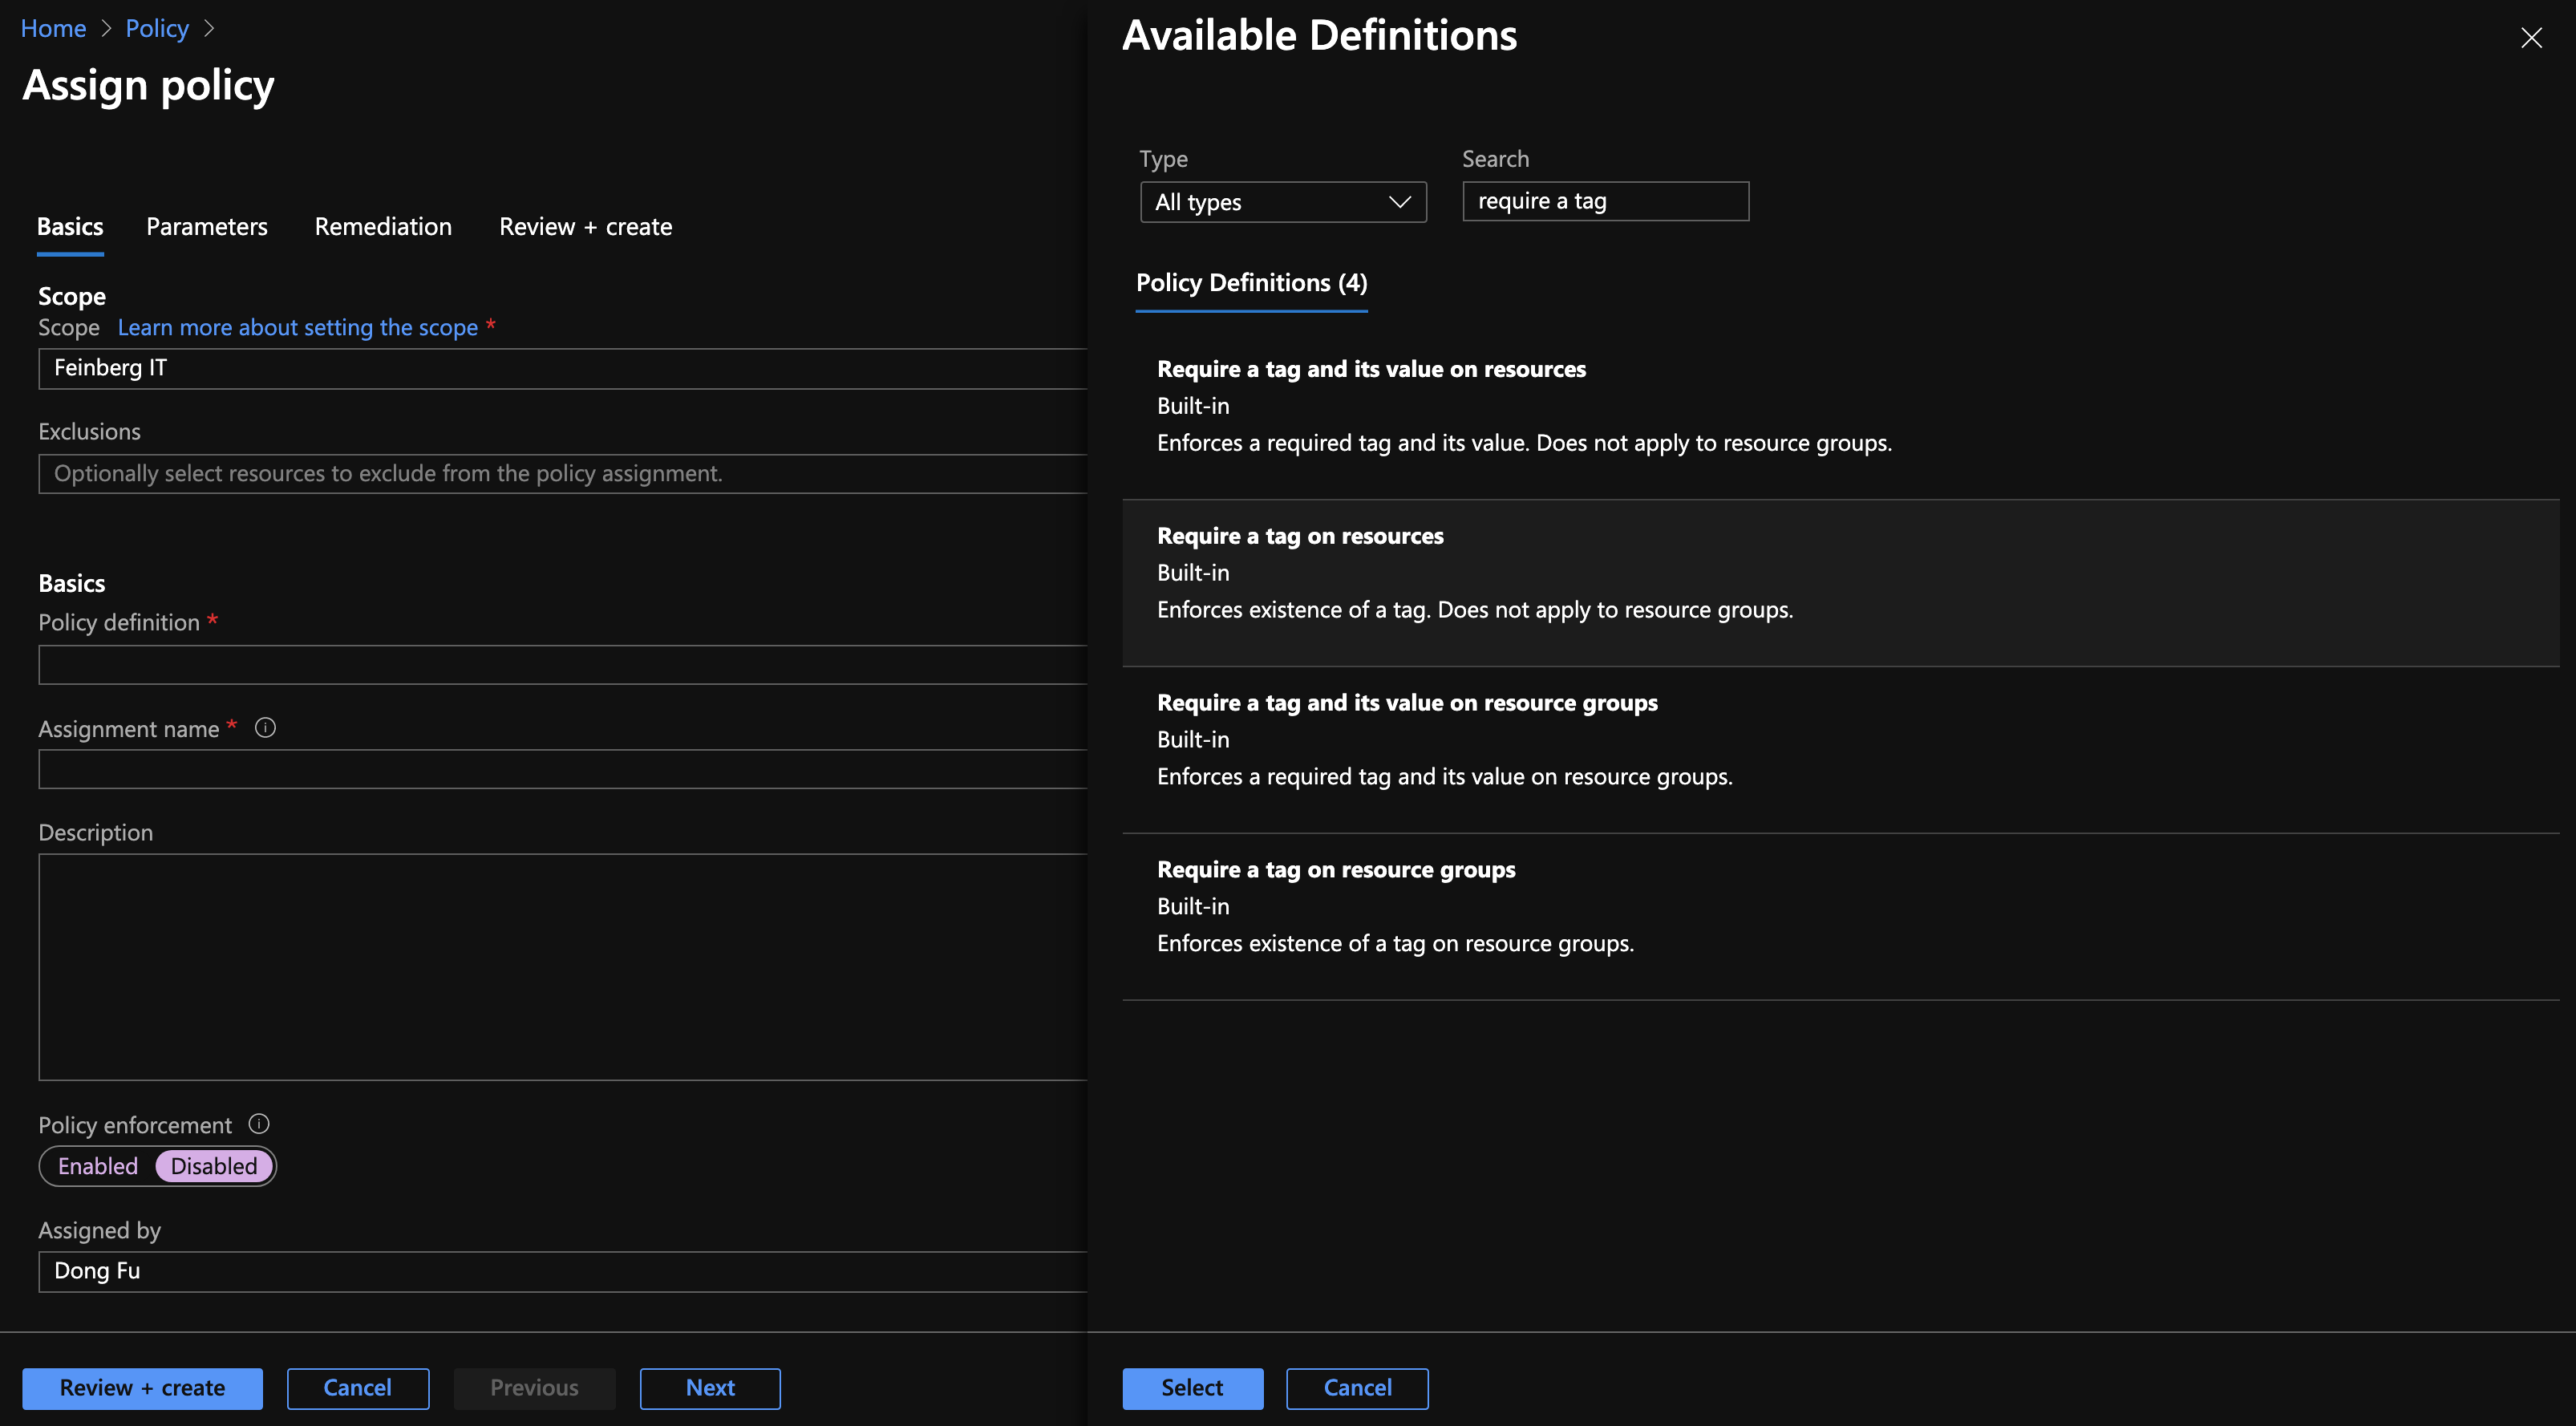 Home > Policy >
Assign policy
Basics Parameters Remediation Review + create
Scope
Scope Learn more about setting the scope *
Feinberg IT
Exclusions
Optionally select resources to exclude from the policy assignment.
Basics
Policy definition *
Assignment name *
Description
Policy enforcement
Enabled Disabled
Assigned by
Dong Fu
Review + create Cancel Previous Next
Available Definitions
Type Search
All types require a tag
Policy Definitions (4)
Require a tag and its value on resources
Built-in
Enforces a required tag and its value. Does not apply to resource groups.
Require a tag on resources
Built-in
Enforces existence of a tag. Does not apply to resource groups.
Require a tag and its value on resource groups
Built-in
Enforces a required tag and its value on resource groups.
Require a tag on resource groups
Built-in
Enforces existence of a tag on resource groups.
Select Cancel